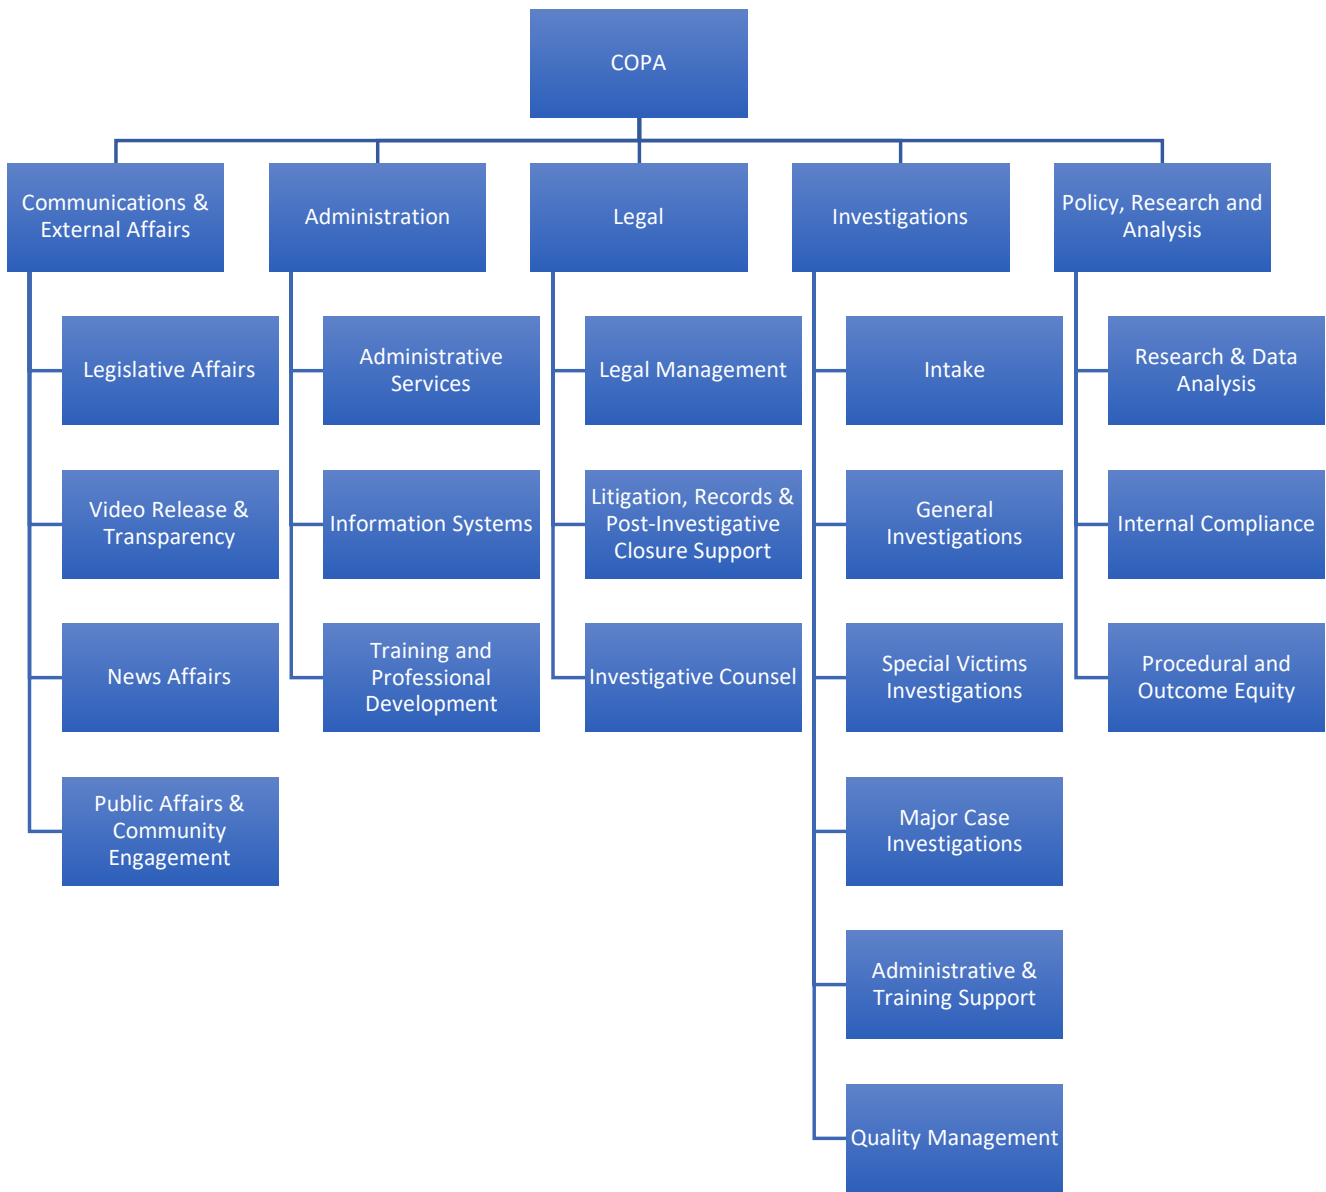 COPA
Communications &
External Affairs
Administration
Legal
Investigations
Policy, Research and
Analysis
Legislative Affairs
Video Release &
Transparency
News Affairs
Public Affairs &
Community
Engagement
Administrative
Services
Information Systems
Training and
Professional
Development
Legal Management
Litigation, Records &
Post-Investigative
Closure Support
Investigative Counsel
Intake
General
Investigations
Special Victims
Investigations
Major Case
Investigations
Administrative &
Training Support
Quality Management
Research & Data
Analysis
Internal Compliance
Procedural and
Outcome Equity